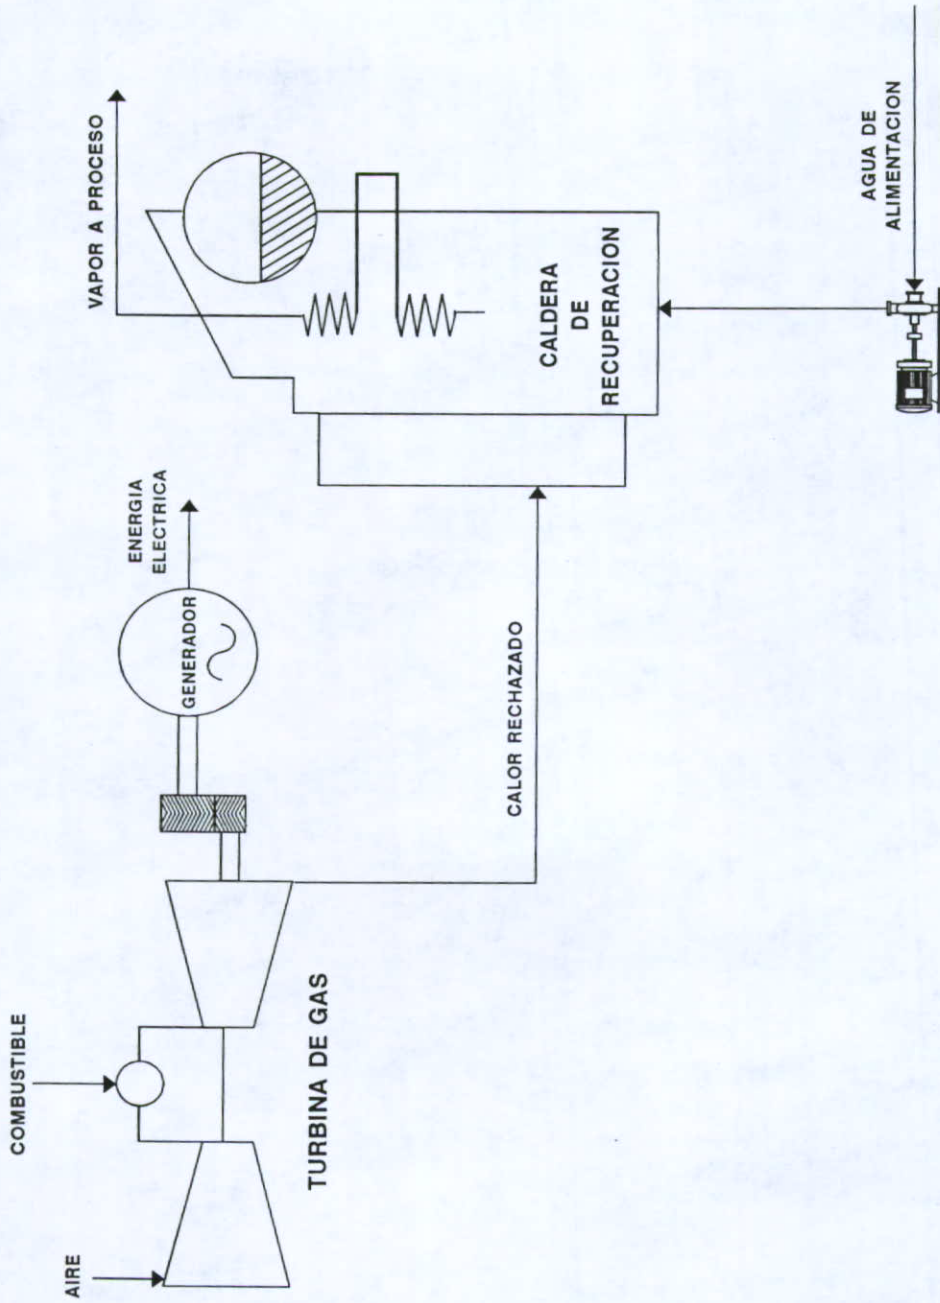 AIRE
COMBUSTIBLE
TURBINA DE GAS
GENERADOR
ENERGIA
ELECTRICA
CALOR RECHAZADO
VAPOR A PROCESO
CALDERA
DE
RECUPERACION
AGUA DE
ALIMENTACION